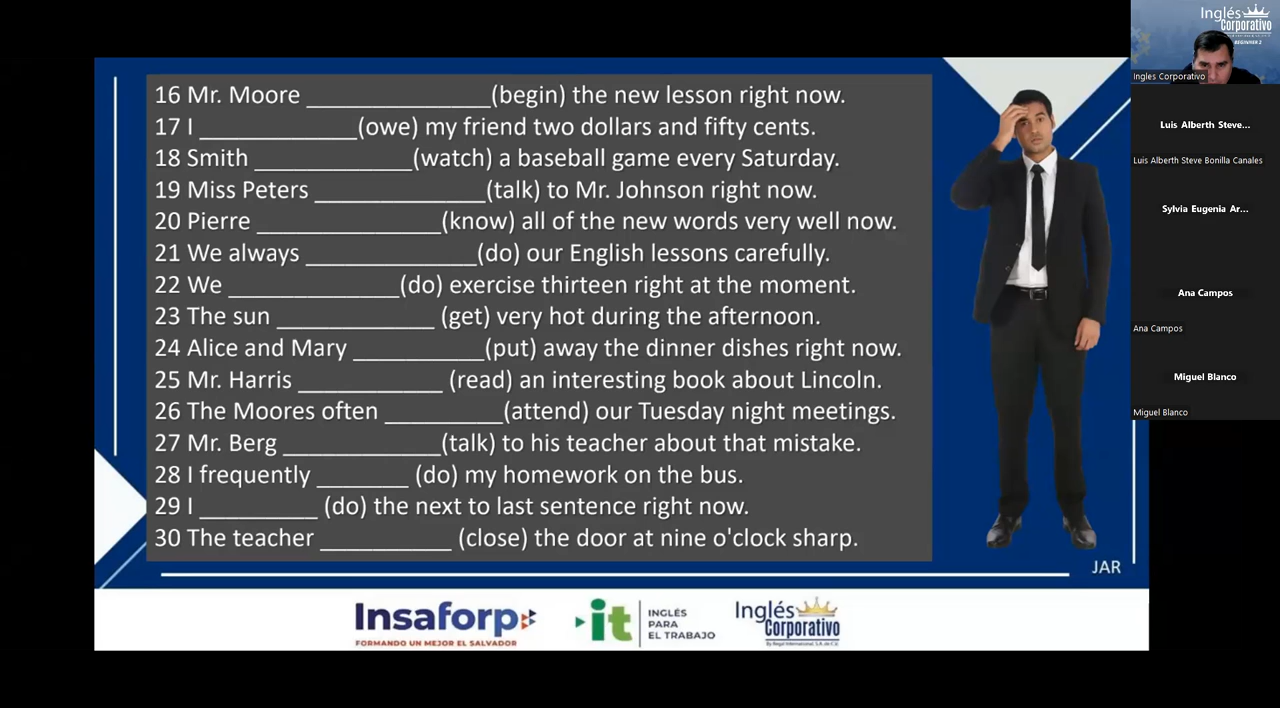 16 Mr. Moore ______________(begin) the new lesson right now.
17 I ____________(owe) my friend two dollars and fifty cents.
18 Smith ____________(watch) a baseball game every Saturday.
19 Miss Peters _____________(talk) to Mr. Johnson right now.
20 Pierre ______________(know) all of the new words very well now.
21 We always _____________(do) our English lessons carefully.
22 We _____________(do) exercise thirteen right at the moment.
23 The sun ____________ (get) very hot during the afternoon.
24 Alice and Mary __________(put) away the dinner dishes right now.
25 Mr. Harris ___________ (read) an interesting book about Lincoln.
26 The Moores often _________(attend) our Tuesday night meetings.
27 Mr. Berg ____________(talk) to his teacher about that mistake.
28 I frequently _______ (do) my homework on the bus.
29 I _________ (do) the next to last sentence right now.
30 The teacher __________ (close) the door at nine o'clock sharp.
JAR
Insaforp
FORMANDO UN MEJOR EL SALVADOR
it
INGLÉS
PARA
EL TRABAJO
Inglés
Corporativo
Inglés
Corporativo
BEGINNER 2
Ingles Corporativo
Luis Alberth Steve...
Luis Alberth Steve Bonilla Canales
Sylvia Eugenia Ar...
Ana Campos
Ana Campos
Miguel Blanco
Miguel Blanco